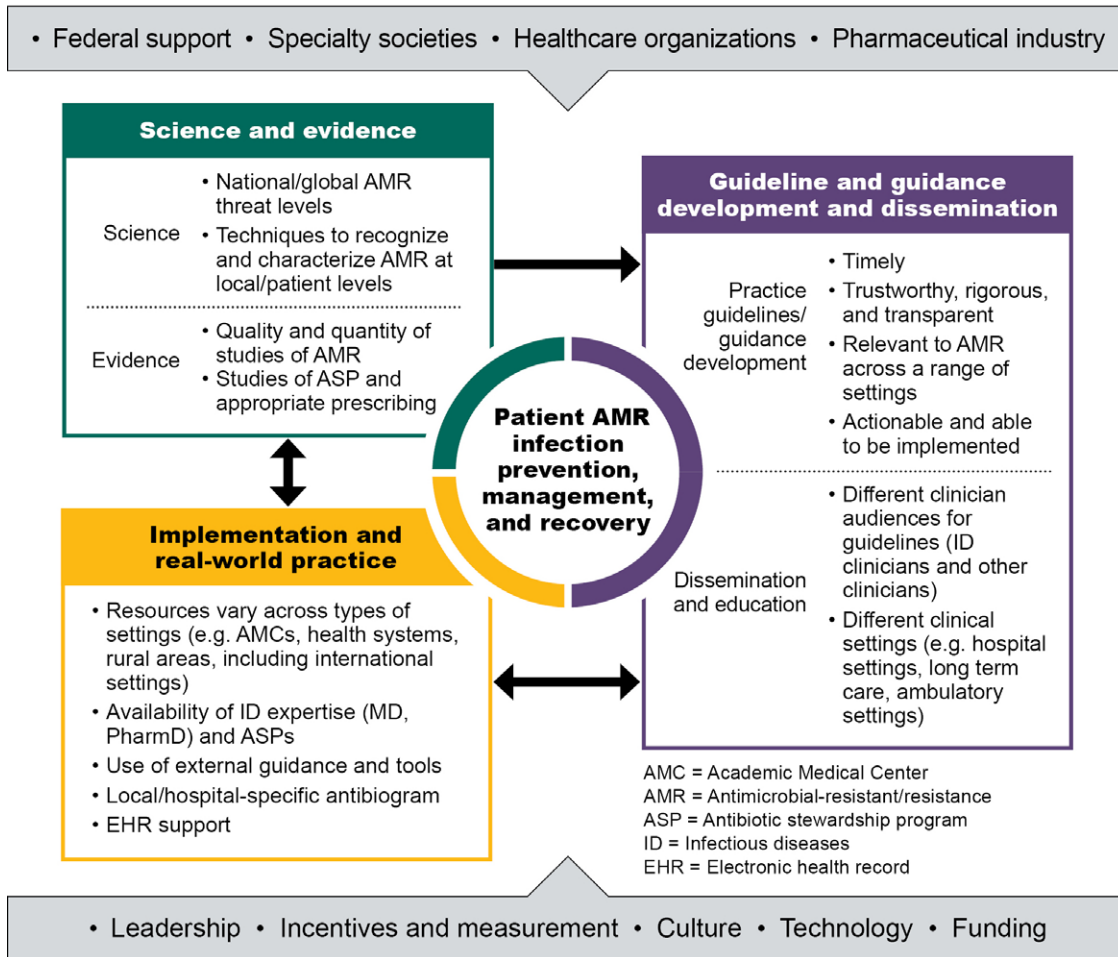 • Federal support • Specialty societies • Healthcare organizations • Pharmaceutical industry
Science and evidence
Science
• National/global AMR
threat levels
• Techniques to recognize
and characterize AMR at
local/patient levels
Evidence
• Quality and quantity of
studies of AMR
• Studies of ASP and
appropriate prescribing
Guideline and guidance
development and dissemination
Practice
guidelines/
guidance
development
• Timely
• Trustworthy, rigorous,
and transparent
• Relevant to AMR
across a range of
settings
• Actionable and able
to be implemented
Dissemination
and education
• Different clinician
audiences for
guidelines (ID
clinicians and other
clinicians)
• Different clinical
settings (e.g. hospital
settings, long term
care, ambulatory
settings)
Patient AMR
infection
prevention,
management,
and recovery
Implementation and
real-world practice
• Resources vary across types of
settings (e.g. AMCs, health systems,
rural areas, including international
settings)
• Availability of ID expertise (MD,
PharmD) and ASPs
• Use of external guidance and tools
• Local/hospital-specific antibiogram
• EHR support
AMC = Academic Medical Center
AMR = Antimicrobial-resistant/resistance
ASP = Antibiotic stewardship program
ID = Infectious diseases
EHR = Electronic health record
• Leadership • Incentives and measurement • Culture • Technology • Funding